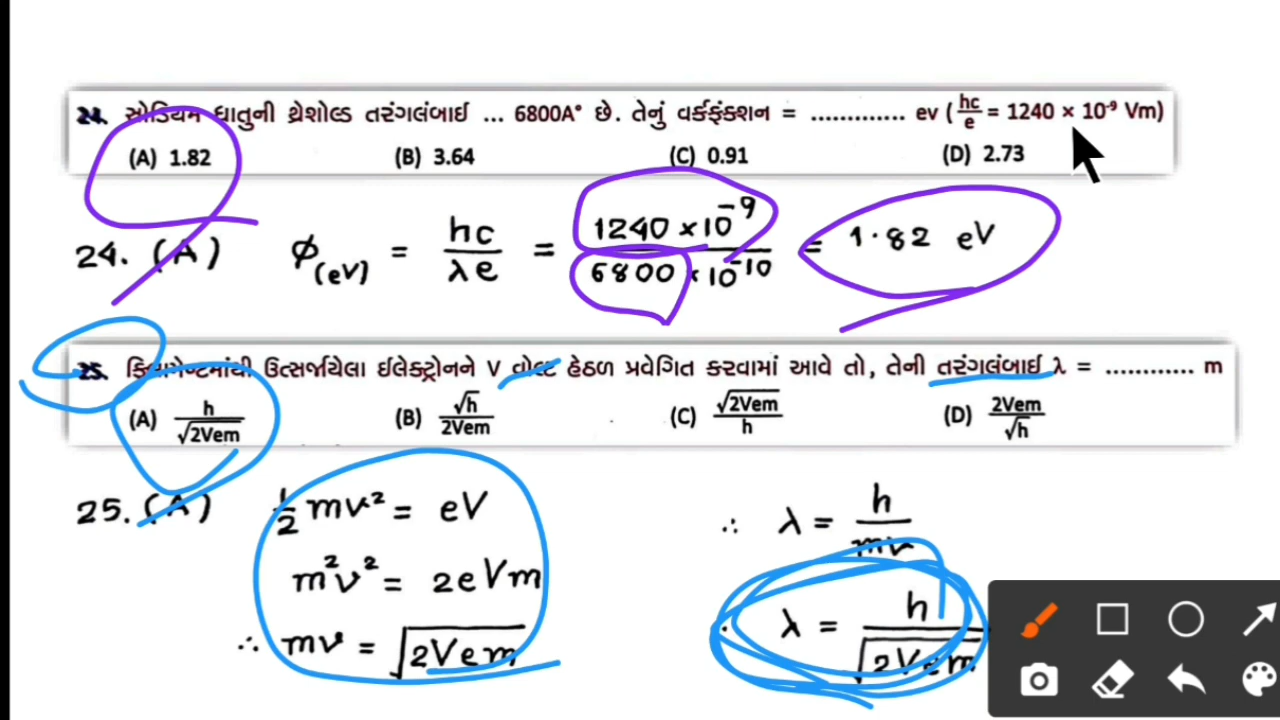 24. સોડિયમ ધાતુની થ્રેશોલ્ડ તરંગલંબાઈ ... 6800A° છે. તેનું વર્કફંક્શન = ............. ev ( hc/e = 1240 × 10⁻⁹ Vm)
(A) 1.82 (B) 3.64 (C) 0.91 (D) 2.73
24. (A) ϕ(eV) = hc/λe = 1240 × 10⁻⁹ / 6800 × 10⁻¹⁰ = 1.82 eV
25. ફિલામેન્ટમાંથી ઉત્સર્જાયેલા ઈલેક્ટ્રોનને V વોલ્ટ હેઠળ પ્રવેગિત કરવામાં આવે તો, તેની તરંગલંબાઈ λ = ............ m
(A) h/√2Vem (B) √h/2Vem (C) √2Vem/h (D) 2Vem/√h
25. (A) ½ mv² = eV ∴ λ = h/mv
m²v² = 2eVm
∴ mv = √2Vem ∴ λ = h/√2Vem